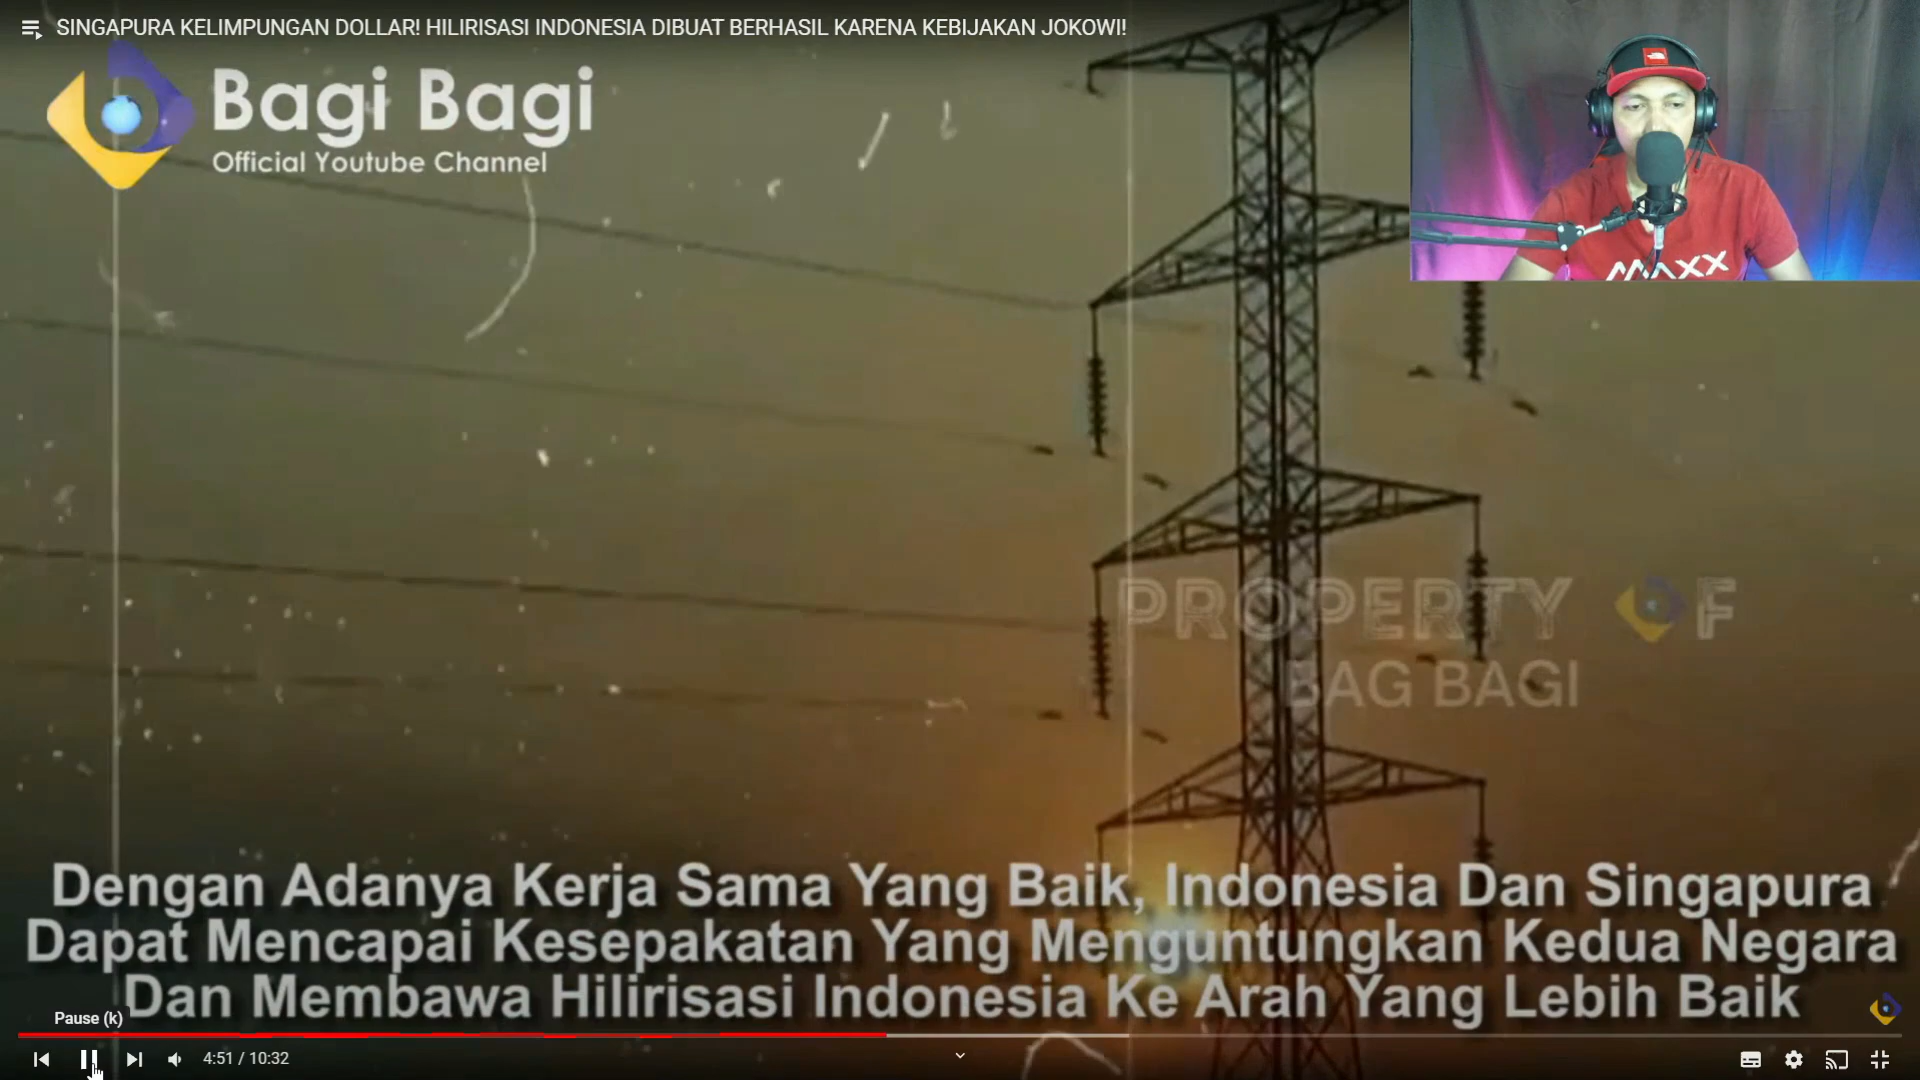 SINGAPURA KELIMPUNGAN DOLLAR! HILIRISASI INDONESIA DIBUAT BERHASIL KARENA KEBIJAKAN JOKOWI!
Bagi Bagi
Official Youtube Channel
MAXX
PROPERTY OF
BAG BAGI
Dengan Adanya Kerja Sama Yang Baik, Indonesia Dan Singapura
Dapat Mencapai Kesepakatan Yang Menguntungkan Kedua Negara
Dan Membawa Hilirisasi Indonesia Ke Arah Yang Lebih Baik
Pause (k)
4:51 / 10:32